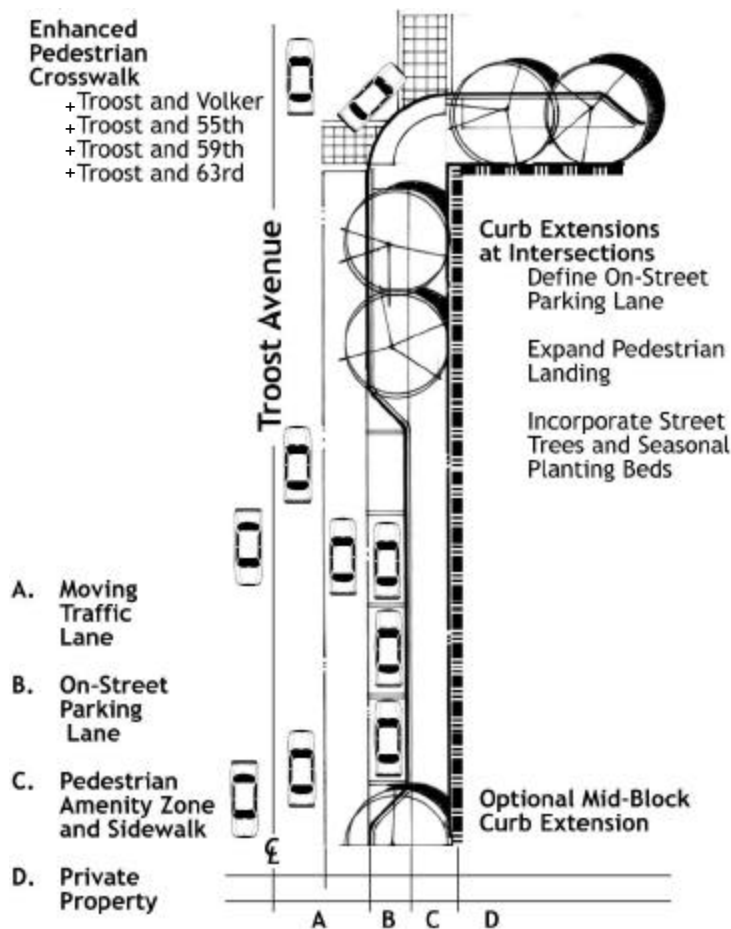 Enhanced
Pedestrian
Crosswalk
+Troost and Volker
+Troost and 55th
+Troost and 59th
+Troost and 63rd
Troost Avenue
Curb Extensions
at Intersections
Define On-Street
Parking Lane
Expand Pedestrian
Landing
Incorporate Street
Trees and Seasonal
Planting Beds
A. Moving
Traffic
Lane
B. On-Street
Parking
Lane
C. Pedestrian
Amenity Zone
and Sidewalk
D. Private
Property
Optional Mid-Block
Curb Extension
℄
A B C D